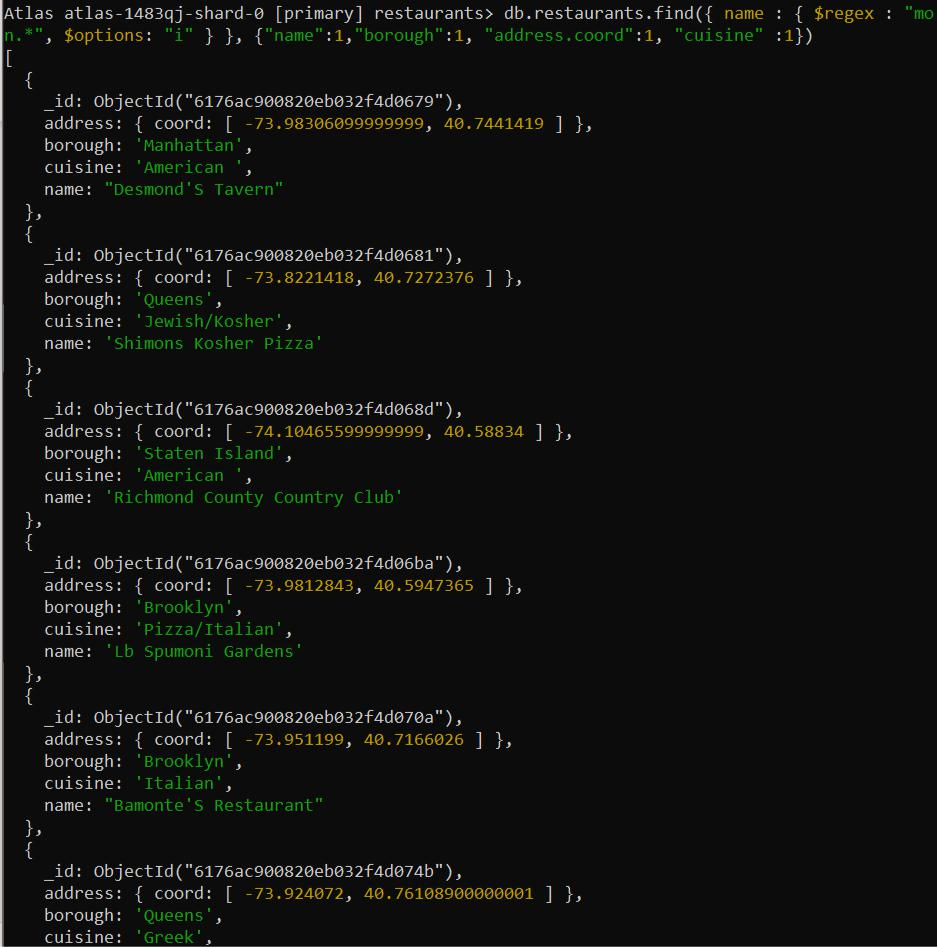 Atlas atlas-1483qj-shard-0 [primary] restaurants> db.restaurants.find({ name : { $regex : "mo
n.*", $options: "i" } }, {"name":1,"borough":1, "address.coord":1, "cuisine" :1})
[
  {
    _id: ObjectId("6176ac900820eb032f4d0679"),
    address: { coord: [ -73.98306099999999, 40.7441419 ] },
    borough: 'Manhattan',
    cuisine: 'American ',
    name: "Desmond'S Tavern"
  },
  {
    _id: ObjectId("6176ac900820eb032f4d0681"),
    address: { coord: [ -73.8221418, 40.7272376 ] },
    borough: 'Queens',
    cuisine: 'Jewish/Kosher',
    name: 'Shimons Kosher Pizza'
  },
  {
    _id: ObjectId("6176ac900820eb032f4d068d"),
    address: { coord: [ -74.10465599999999, 40.58834 ] },
    borough: 'Staten Island',
    cuisine: 'American ',
    name: 'Richmond County Country Club'
  },
  {
    _id: ObjectId("6176ac900820eb032f4d06ba"),
    address: { coord: [ -73.9812843, 40.5947365 ] },
    borough: 'Brooklyn',
    cuisine: 'Pizza/Italian',
    name: 'Lb Spumoni Gardens'
  },
  {
    _id: ObjectId("6176ac900820eb032f4d070a"),
    address: { coord: [ -73.951199, 40.7166026 ] },
    borough: 'Brooklyn',
    cuisine: 'Italian',
    name: "Bamonte'S Restaurant"
  },
  {
    _id: ObjectId("6176ac900820eb032f4d074b"),
    address: { coord: [ -73.924072, 40.76108900000001 ] },
    borough: 'Queens',
    cuisine: 'Greek',